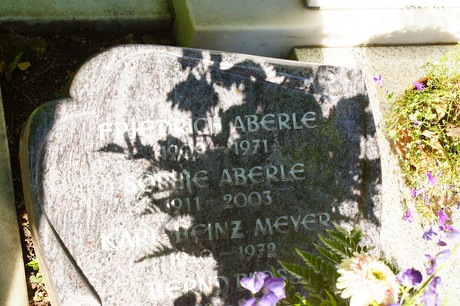 FRIEDRICH ABERLE
1971
SOPHIE ABERLE
1911 - 2003
KARL HEINZ MEYER
1972
BERND